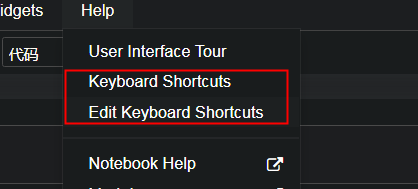 idgets Help
代码
User Interface Tour
Keyboard Shortcuts
Edit Keyboard Shortcuts
Notebook Help